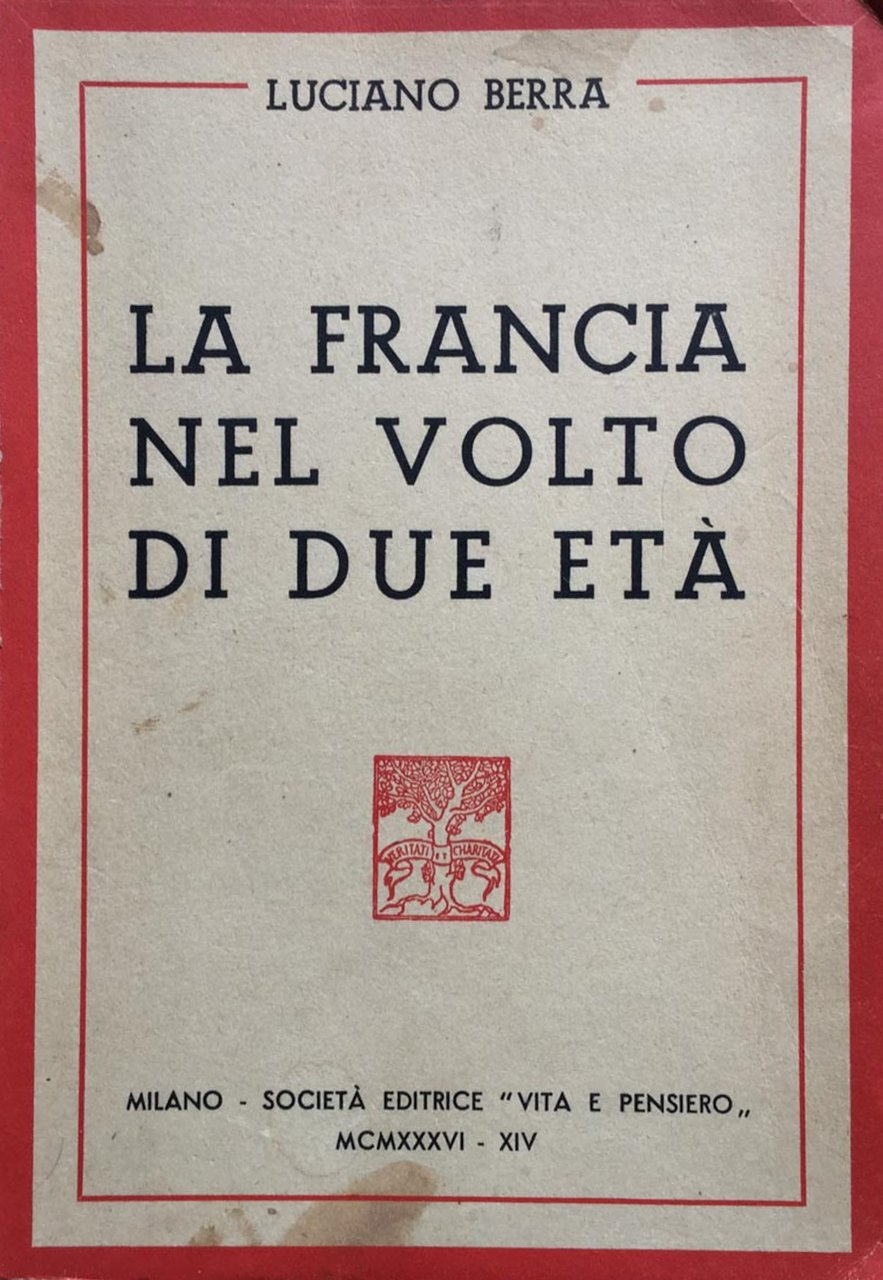 LUCIANO BERRA
LA FRANCIA
NEL VOLTO
DI DUE ETÀ
VERITATI ET CHARITATI
MILANO - SOCIETÀ EDITRICE "VITA E PENSIERO„
MCMXXXVI - XIV